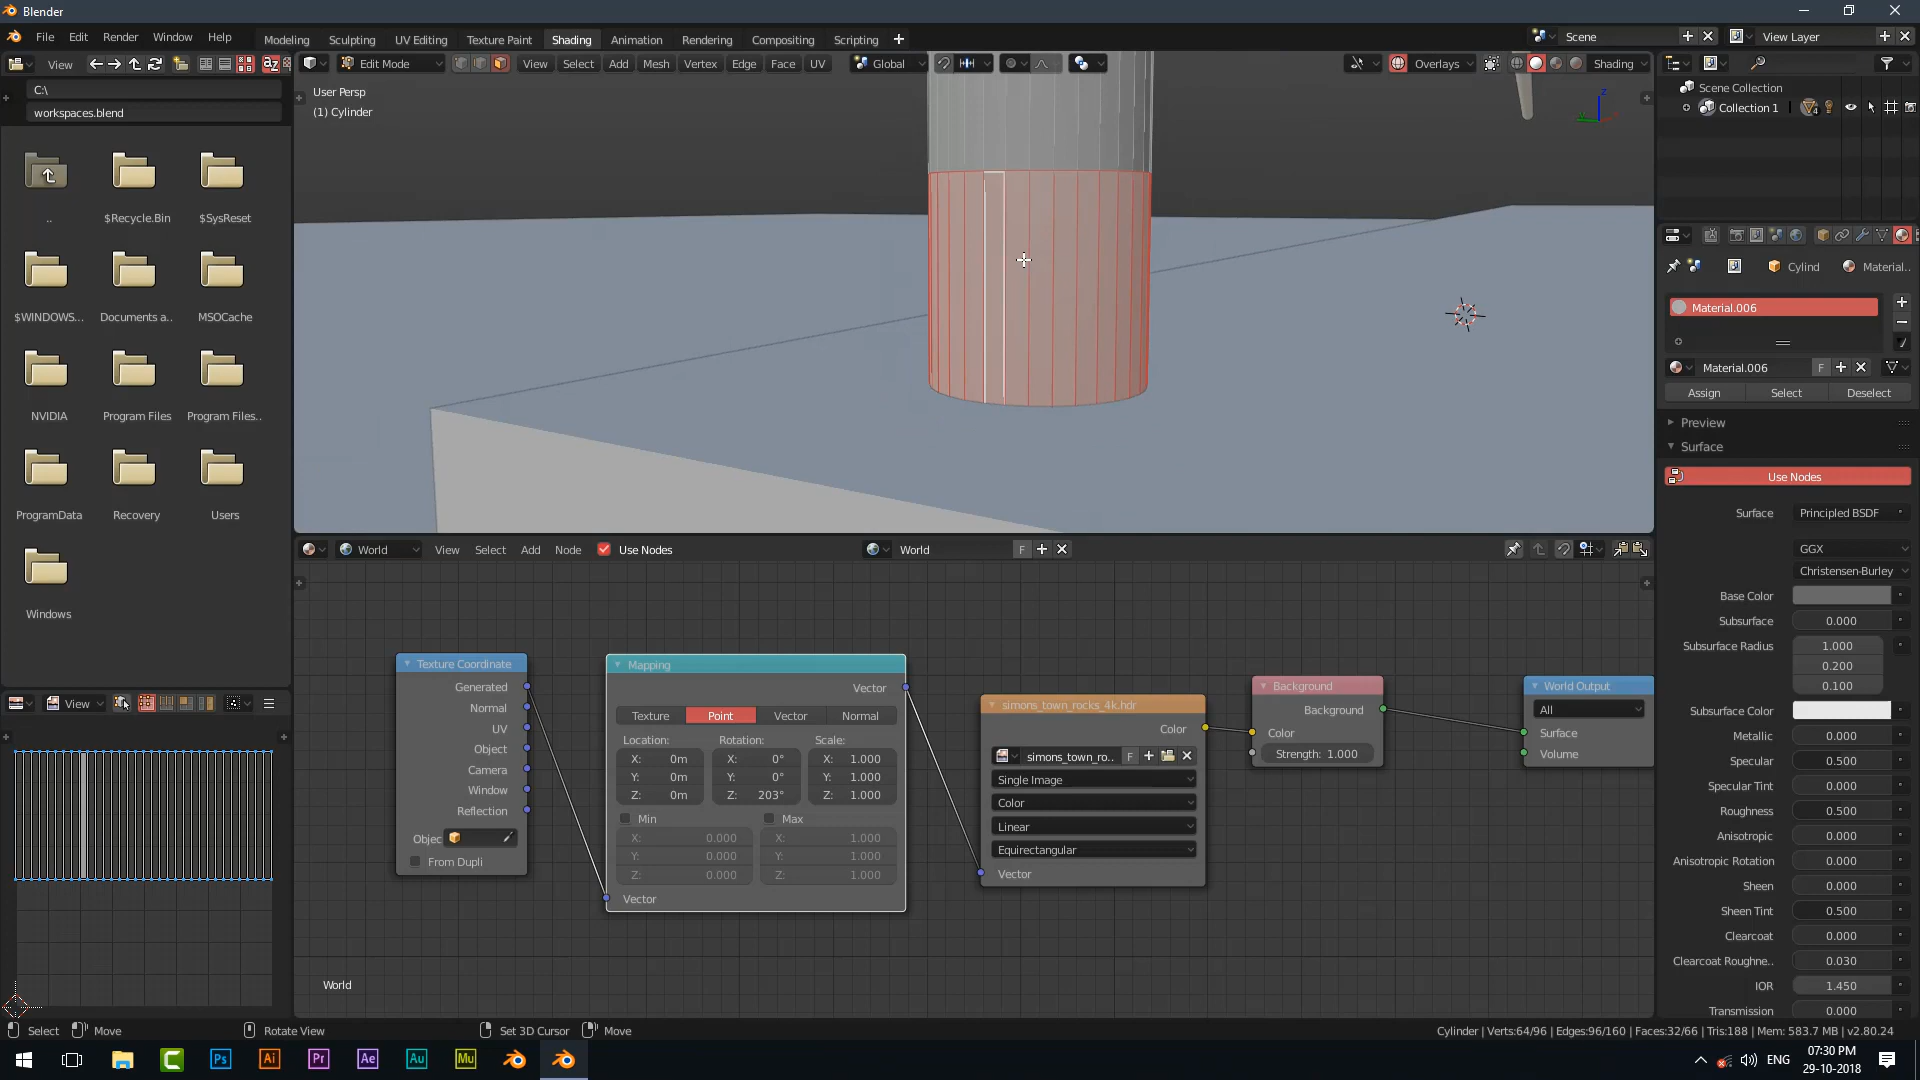 Blender
File Edit Render Window Help
Modeling Sculpting UV Editing Texture Paint Shading Animation Rendering Compositing Scripting
Scene
View Layer
View
Edit Mode
View Select Add Mesh Vertex Edge Face UV
Global
Overlays
Shading
C:\
workspaces.blend
User Persp
(1) Cylinder
Scene Collection
Collection 1
..
$Recycle.Bin
$SysReset
$WINDOWS...
Documents a..
MSOCache
NVIDIA
Program Files
Program Files..
ProgramData
Recovery
Users
Windows
Cylind
Material..
Material.006
Material.006
F
Assign
Select
Deselect
Preview
Surface
Use Nodes
Surface
Principled BSDF
GGX
Christensen-Burley
Base Color
Subsurface 0.000
Subsurface Radius 1.000
0.200
0.100
Subsurface Color
Metallic 0.000
Specular 0.500
Specular Tint 0.000
Roughness 0.500
Anisotropic 0.000
Anisotropic Rotation 0.000
Sheen 0.000
Sheen Tint 0.500
Clearcoat 0.000
Clearcoat Roughne.. 0.030
IOR 1.450
Transmission 0.000
World
View Select Add Node
Use Nodes
World
F
View
Texture Coordinate
Generated
Normal
UV
Object
Camera
Window
Reflection
Objec
From Dupli
Mapping
Vector
Texture Point Vector Normal
Location: Rotation: Scale:
X: 0m X: 0° X: 1.000
Y: 0m Y: 0° Y: 1.000
Z: 0m Z: 203° Z: 1.000
Min Max
X: 0.000 X: 1.000
Y: 0.000 Y: 1.000
Z: 0.000 Z: 1.000
Vector
simons_town_rocks_4k.hdr
Color
simons_town_ro.. F
Single Image
Color
Linear
Equirectangular
Vector
Background
Background
Color
Strength: 1.000
World Output
All
Surface
Volume
World
Select Move Rotate View Set 3D Cursor Move
Cylinder | Verts:64/96 | Edges:96/160 | Faces:32/66 | Tris:188 | Mem: 583.7 MB | v2.80.24
Ps Ai Pr Ae Au Mu
ENG
07:30 PM
29-10-2018